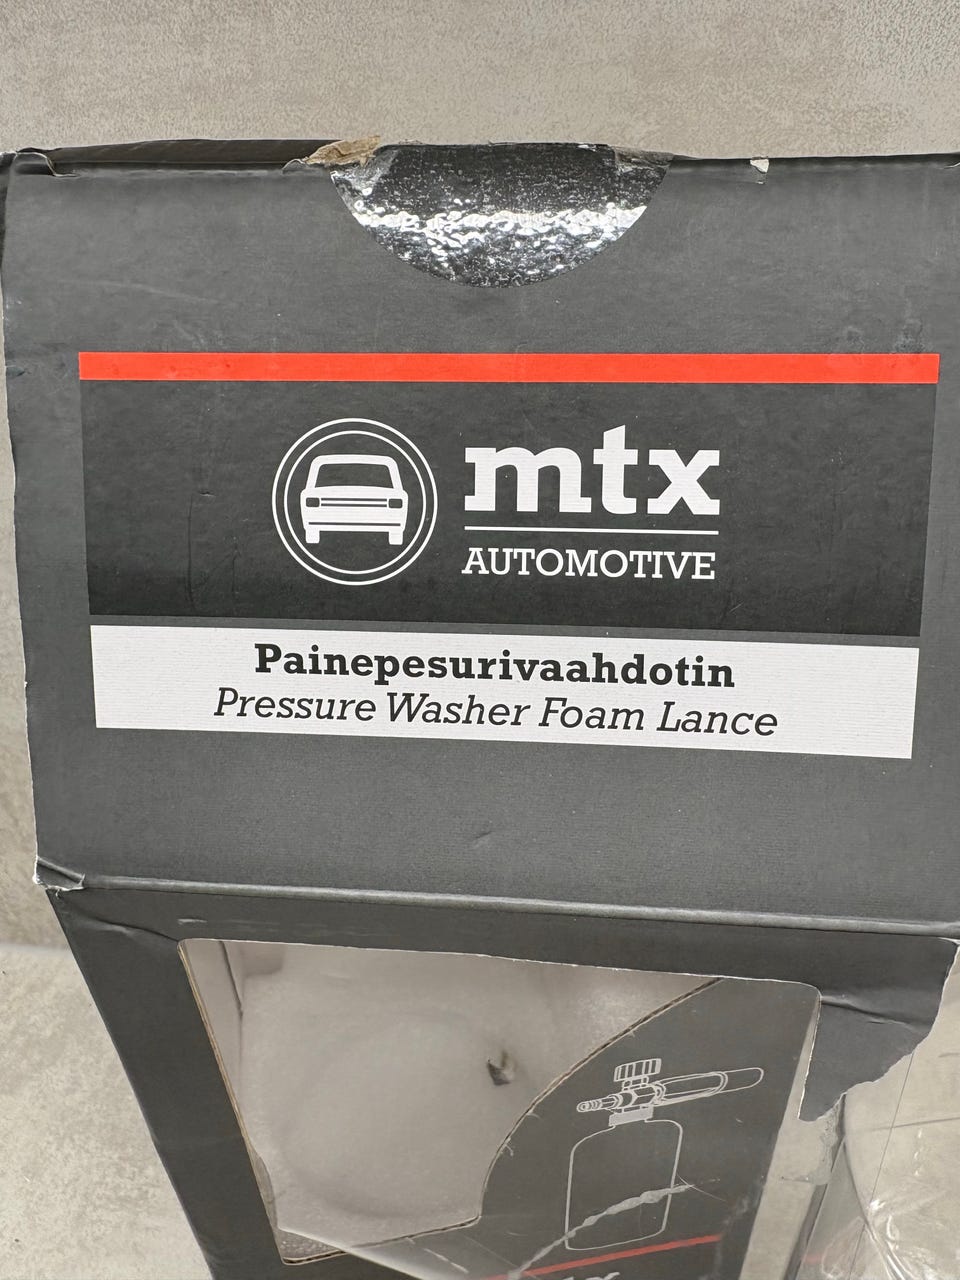 mtx
AUTOMOTIVE
Painepesurivaahdotin
Pressure Washer Foam Lance